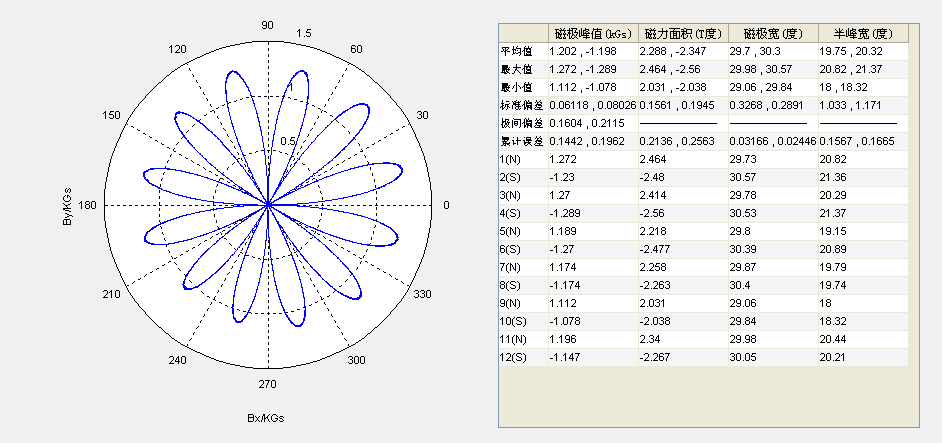 90
1.5
120
60
1
150
30
0.5
180
0
210
330
240
300
270
By/KGs
Bx/KGs
磁极峰值(kGs) 磁力面积(T度) 磁极宽(度) 半峰宽(度)
平均值 1.202 , -1.198 2.288 , -2.347 29.7 , 30.3 19.75 , 20.32
最大值 1.272 , -1.289 2.464 , -2.56 29.98 , 30.57 20.82 , 21.37
最小值 1.112 , -1.078 2.031 , -2.038 29.06 , 29.84 18 , 18.32
标准偏差 0.06118 , 0.08026 0.1561 , 0.1945 0.3268 , 0.2891 1.033 , 1.171
极间偏差 0.1604 , 0.2115
累计误差 0.1442 , 0.1962 0.2136 , 0.2563 0.03166 , 0.02446 0.1567 , 0.1665
1(N) 1.272 2.464 29.73 20.82
2(S) -1.23 -2.48 30.57 21.36
3(N) 1.27 2.414 29.78 20.29
4(S) -1.289 -2.56 30.53 21.37
5(N) 1.189 2.218 29.8 19.15
6(S) -1.27 -2.477 30.39 20.89
7(N) 1.174 2.258 29.87 19.79
8(S) -1.174 -2.263 30.4 19.74
9(N) 1.112 2.031 29.06 18
10(S) -1.078 -2.038 29.84 18.32
11(N) 1.196 2.34 29.98 20.44
12(S) -1.147 -2.267 30.05 20.21